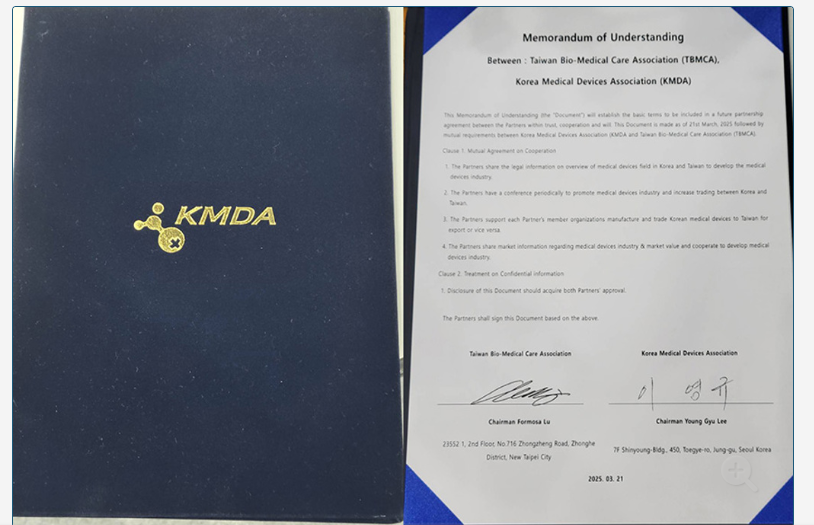 KMDA
Memorandum of Understanding
Between : Taiwan Bio-Medical Care Association (TBMCA),
Korea Medical Devices Association (KMDA)
This Memorandum of Understanding (the "Document") will establish the basic terms to be included in a future partnership
agreement between the Partners within trust, cooperation and will. This Document is made as of 21st March, 2025 followed by
mutual requirements between Korea Medical Devices Association (KMDA and Taiwan Bio-Medical Care Association (TBMCA).
Clause 1. Mutual Agreement on Cooperation
1. The Partners share the legal information on overview of medical devices field in Korea and Taiwan to develop the medical
devices industry.
2. The Partners have a conference periodically to promote medical devices industry and increase trading between Korea and
Taiwan.
3. The Partners support each Partner's member organizations manufacture and trade Korean medical devices to Taiwan for
export or vice versa.
4. The Partners share market information regarding medical devices industry & market value and cooperate to develop medical
devices industry.
Clause 2. Treatment on Confidential information
1. Disclosure of this Document should acquire both Partners' approval.
The Partners shall sign this Document based on the above.
Taiwan Bio-Medical Care Association
Korea Medical Devices Association
이 영 규
Chairman Formosa Lu
Chairman Young Gyu Lee
23552 1, 2nd Floor, No.716 Zhongzheng Road, Zhonghe
District, New Taipei City
7F Shinyoung-Bldg., 450, Toegye-ro, Jung-gu, Seoul Korea
2025. 03. 21